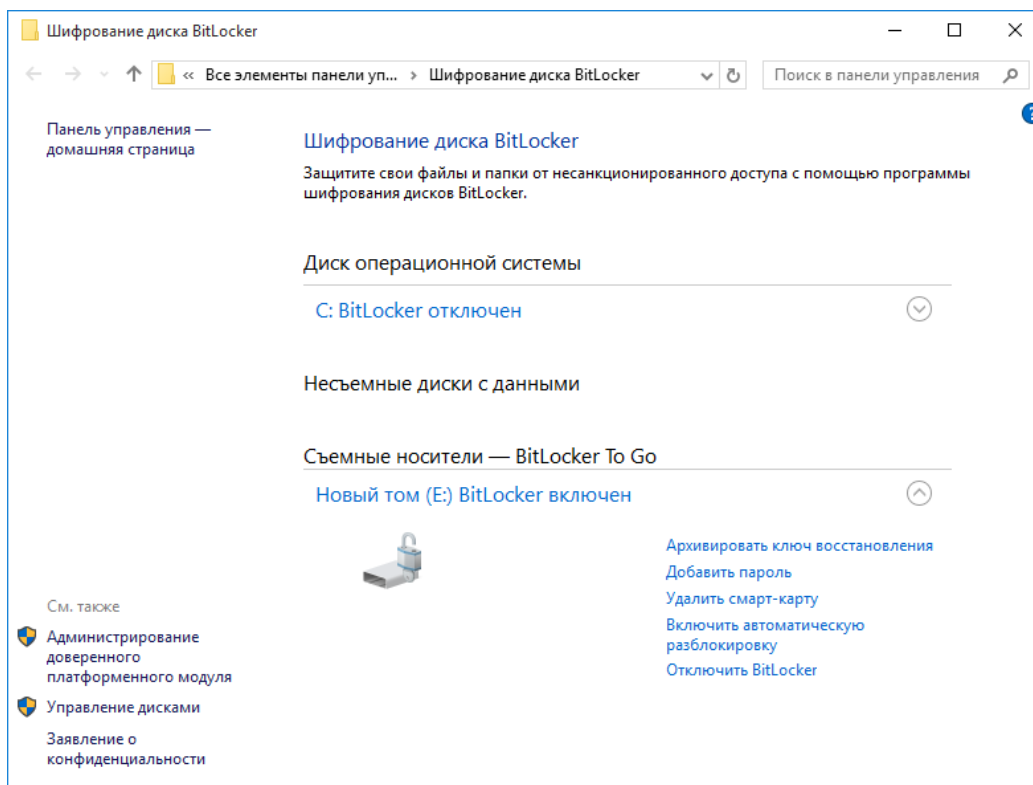 Шифрование диска BitLocker
« Все элементы панели уп... › Шифрование диска BitLocker
Поиск в панели управления
?
Панель управления —
домашняя страница
Шифрование диска BitLocker
Защитите свои файлы и папки от несанкционированного доступа с помощью программы
шифрования дисков BitLocker.
Диск операционной системы
C: BitLocker отключен
Несъемные диски с данными
Съемные носители — BitLocker To Go
Новый том (E:) BitLocker включен
Архивировать ключ восстановления
Добавить пароль
Удалить смарт-карту
Включить автоматическую
разблокировку
Отключить BitLocker
См. также
Администрирование
доверенного
платформенного модуля
Управление дисками
Заявление о
конфиденциальности